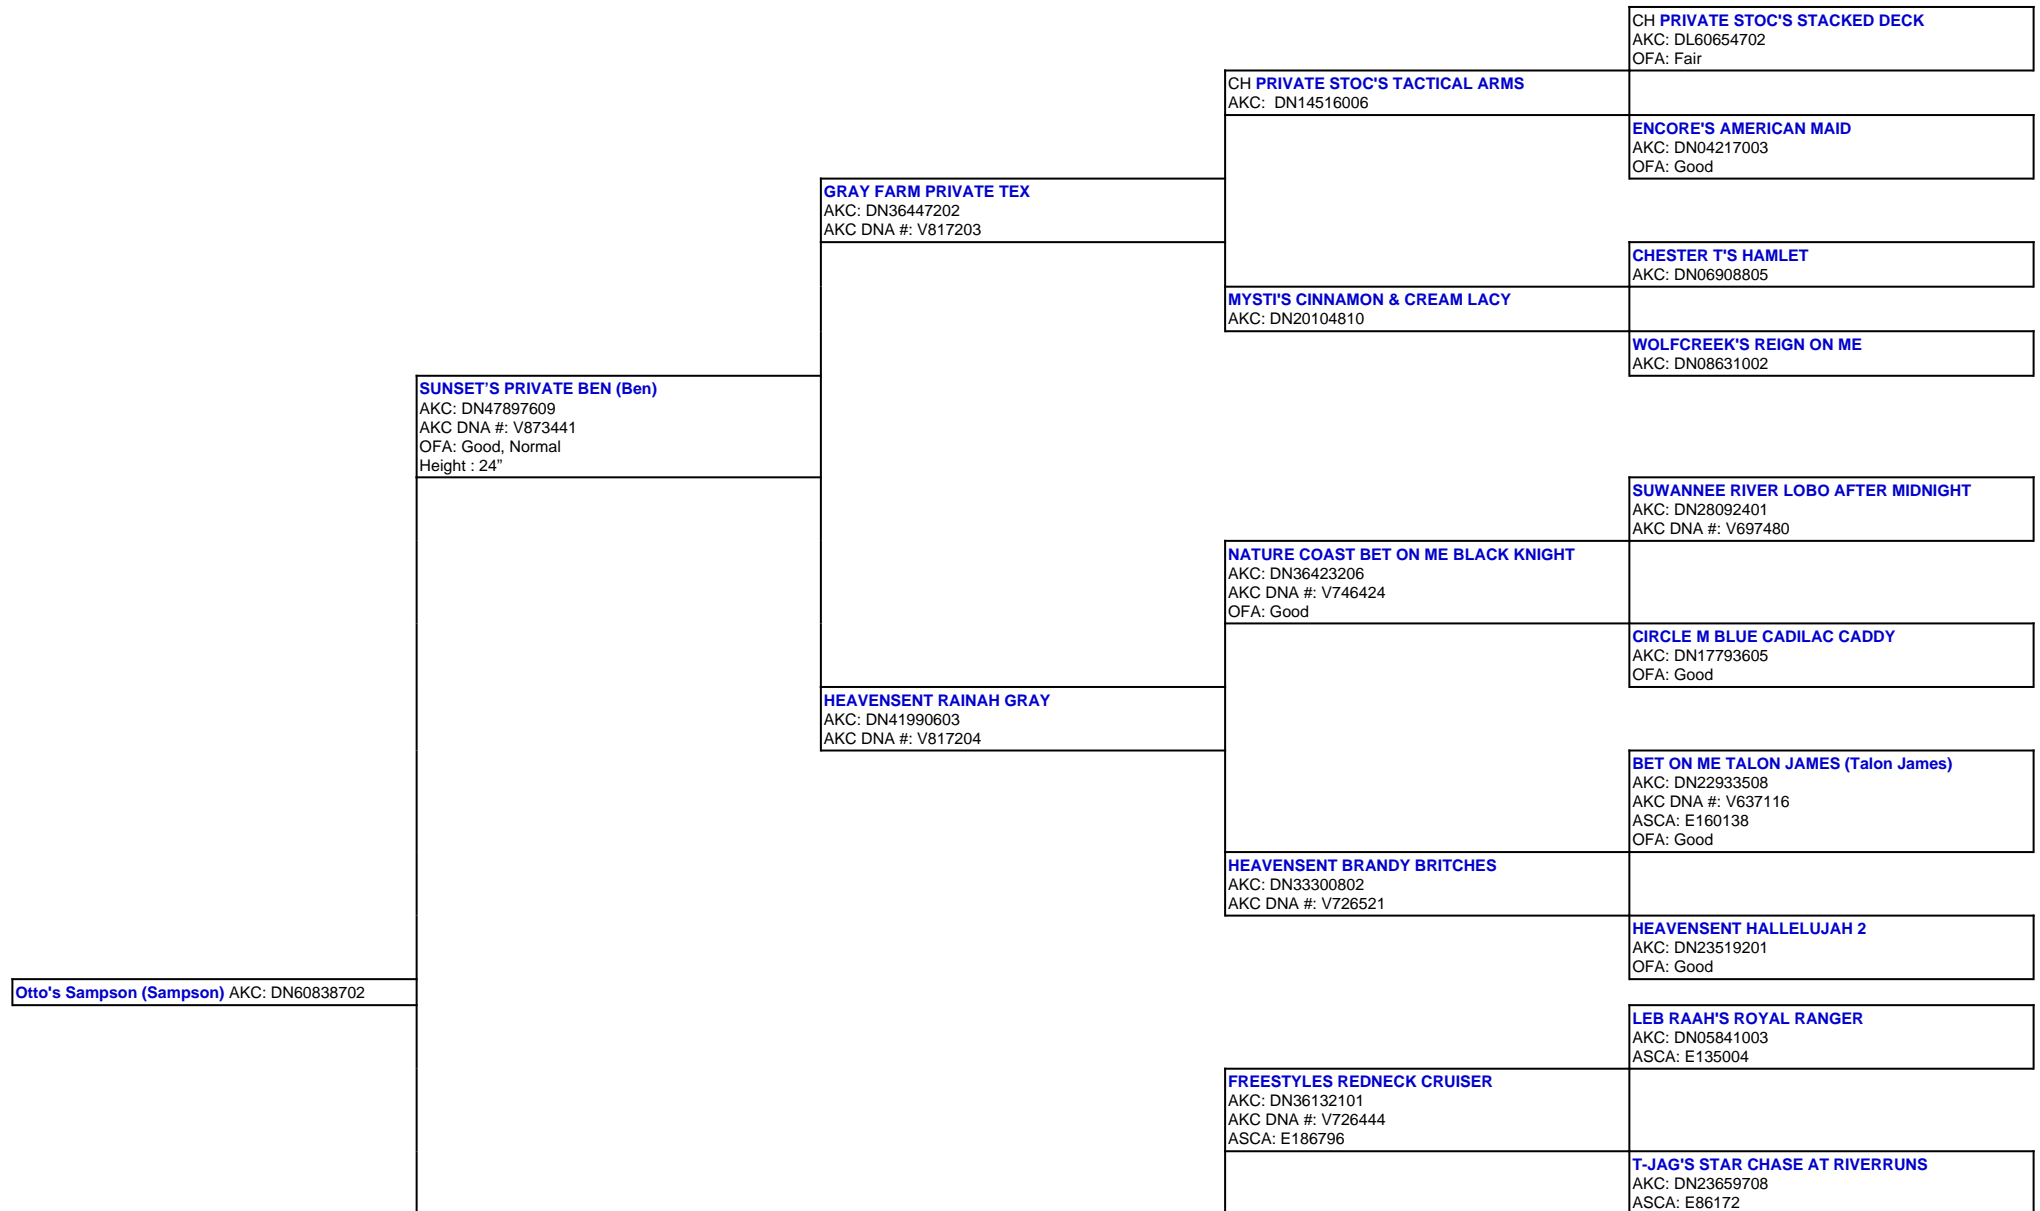 CH PRIVATE STOC'S STACKED DECK
AKC: DL60654702
OFA: Fair
CH PRIVATE STOC'S TACTICAL ARMS
AKC:  DN14516006
ENCORE'S AMERICAN MAID
AKC: DN04217003
OFA: Good
GRAY FARM PRIVATE TEX
AKC: DN36447202
AKC DNA #: V817203
CHESTER T'S HAMLET
AKC: DN06908805
MYSTI'S CINNAMON & CREAM LACY
AKC: DN20104810
WOLFCREEK'S REIGN ON ME
AKC: DN08631002
SUNSET’S PRIVATE BEN (Ben)
AKC: DN47897609
AKC DNA #: V873441
OFA: Good, Normal
Height : 24”
SUWANNEE RIVER LOBO AFTER MIDNIGHT
AKC: DN28092401
AKC DNA #: V697480
NATURE COAST BET ON ME BLACK KNIGHT
AKC: DN36423206
AKC DNA #: V746424
OFA: Good
CIRCLE M BLUE CADILAC CADDY
AKC: DN17793605
OFA: Good
HEAVENSENT RAINAH GRAY
AKC: DN41990603
AKC DNA #: V817204
BET ON ME TALON JAMES (Talon James)
AKC: DN22933508
AKC DNA #: V637116
ASCA: E160138
OFA: Good
HEAVENSENT BRANDY BRITCHES
AKC: DN33300802
AKC DNA #: V726521
HEAVENSENT HALLELUJAH 2
AKC: DN23519201
OFA: Good
Otto's Sampson (Sampson) AKC: DN60838702
LEB RAAH'S ROYAL RANGER
AKC: DN05841003
ASCA: E135004
FREESTYLES REDNECK CRUISER
AKC: DN36132101
AKC DNA #: V726444
ASCA: E186796
T-JAG'S STAR CHASE AT RIVERRUNS
AKC: DN23659708
ASCA: E86172